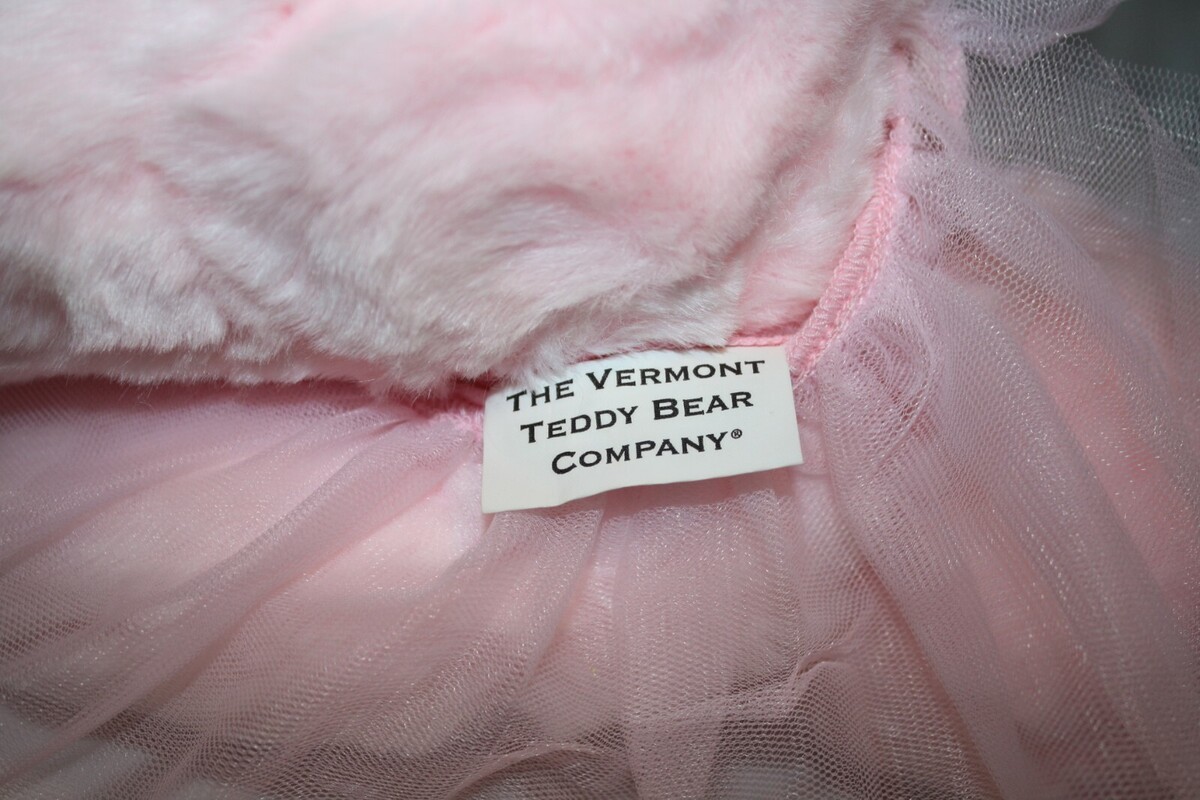 THE VERMONT
TEDDY BEAR
COMPANY®